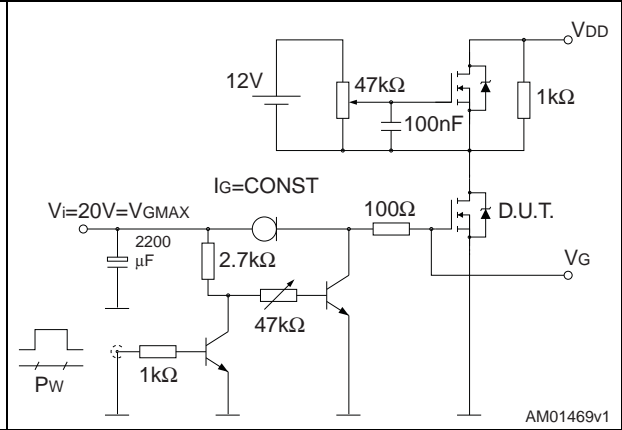 VDD
12V
47kΩ
1kΩ
100nF
IG=CONST
Vi=20V=VGMAX
100Ω
D.U.T.
2200
μF
2.7kΩ
VG
47kΩ
1kΩ
PW
AM01469v1